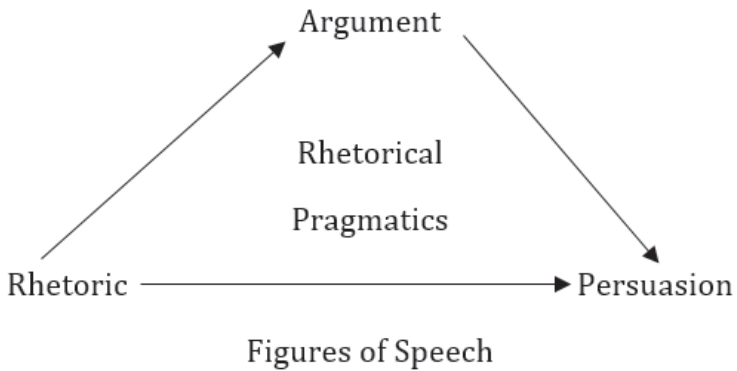 Argument
Rhetorical
Pragmatics
Rhetoric
Persuasion
Figures of Speech